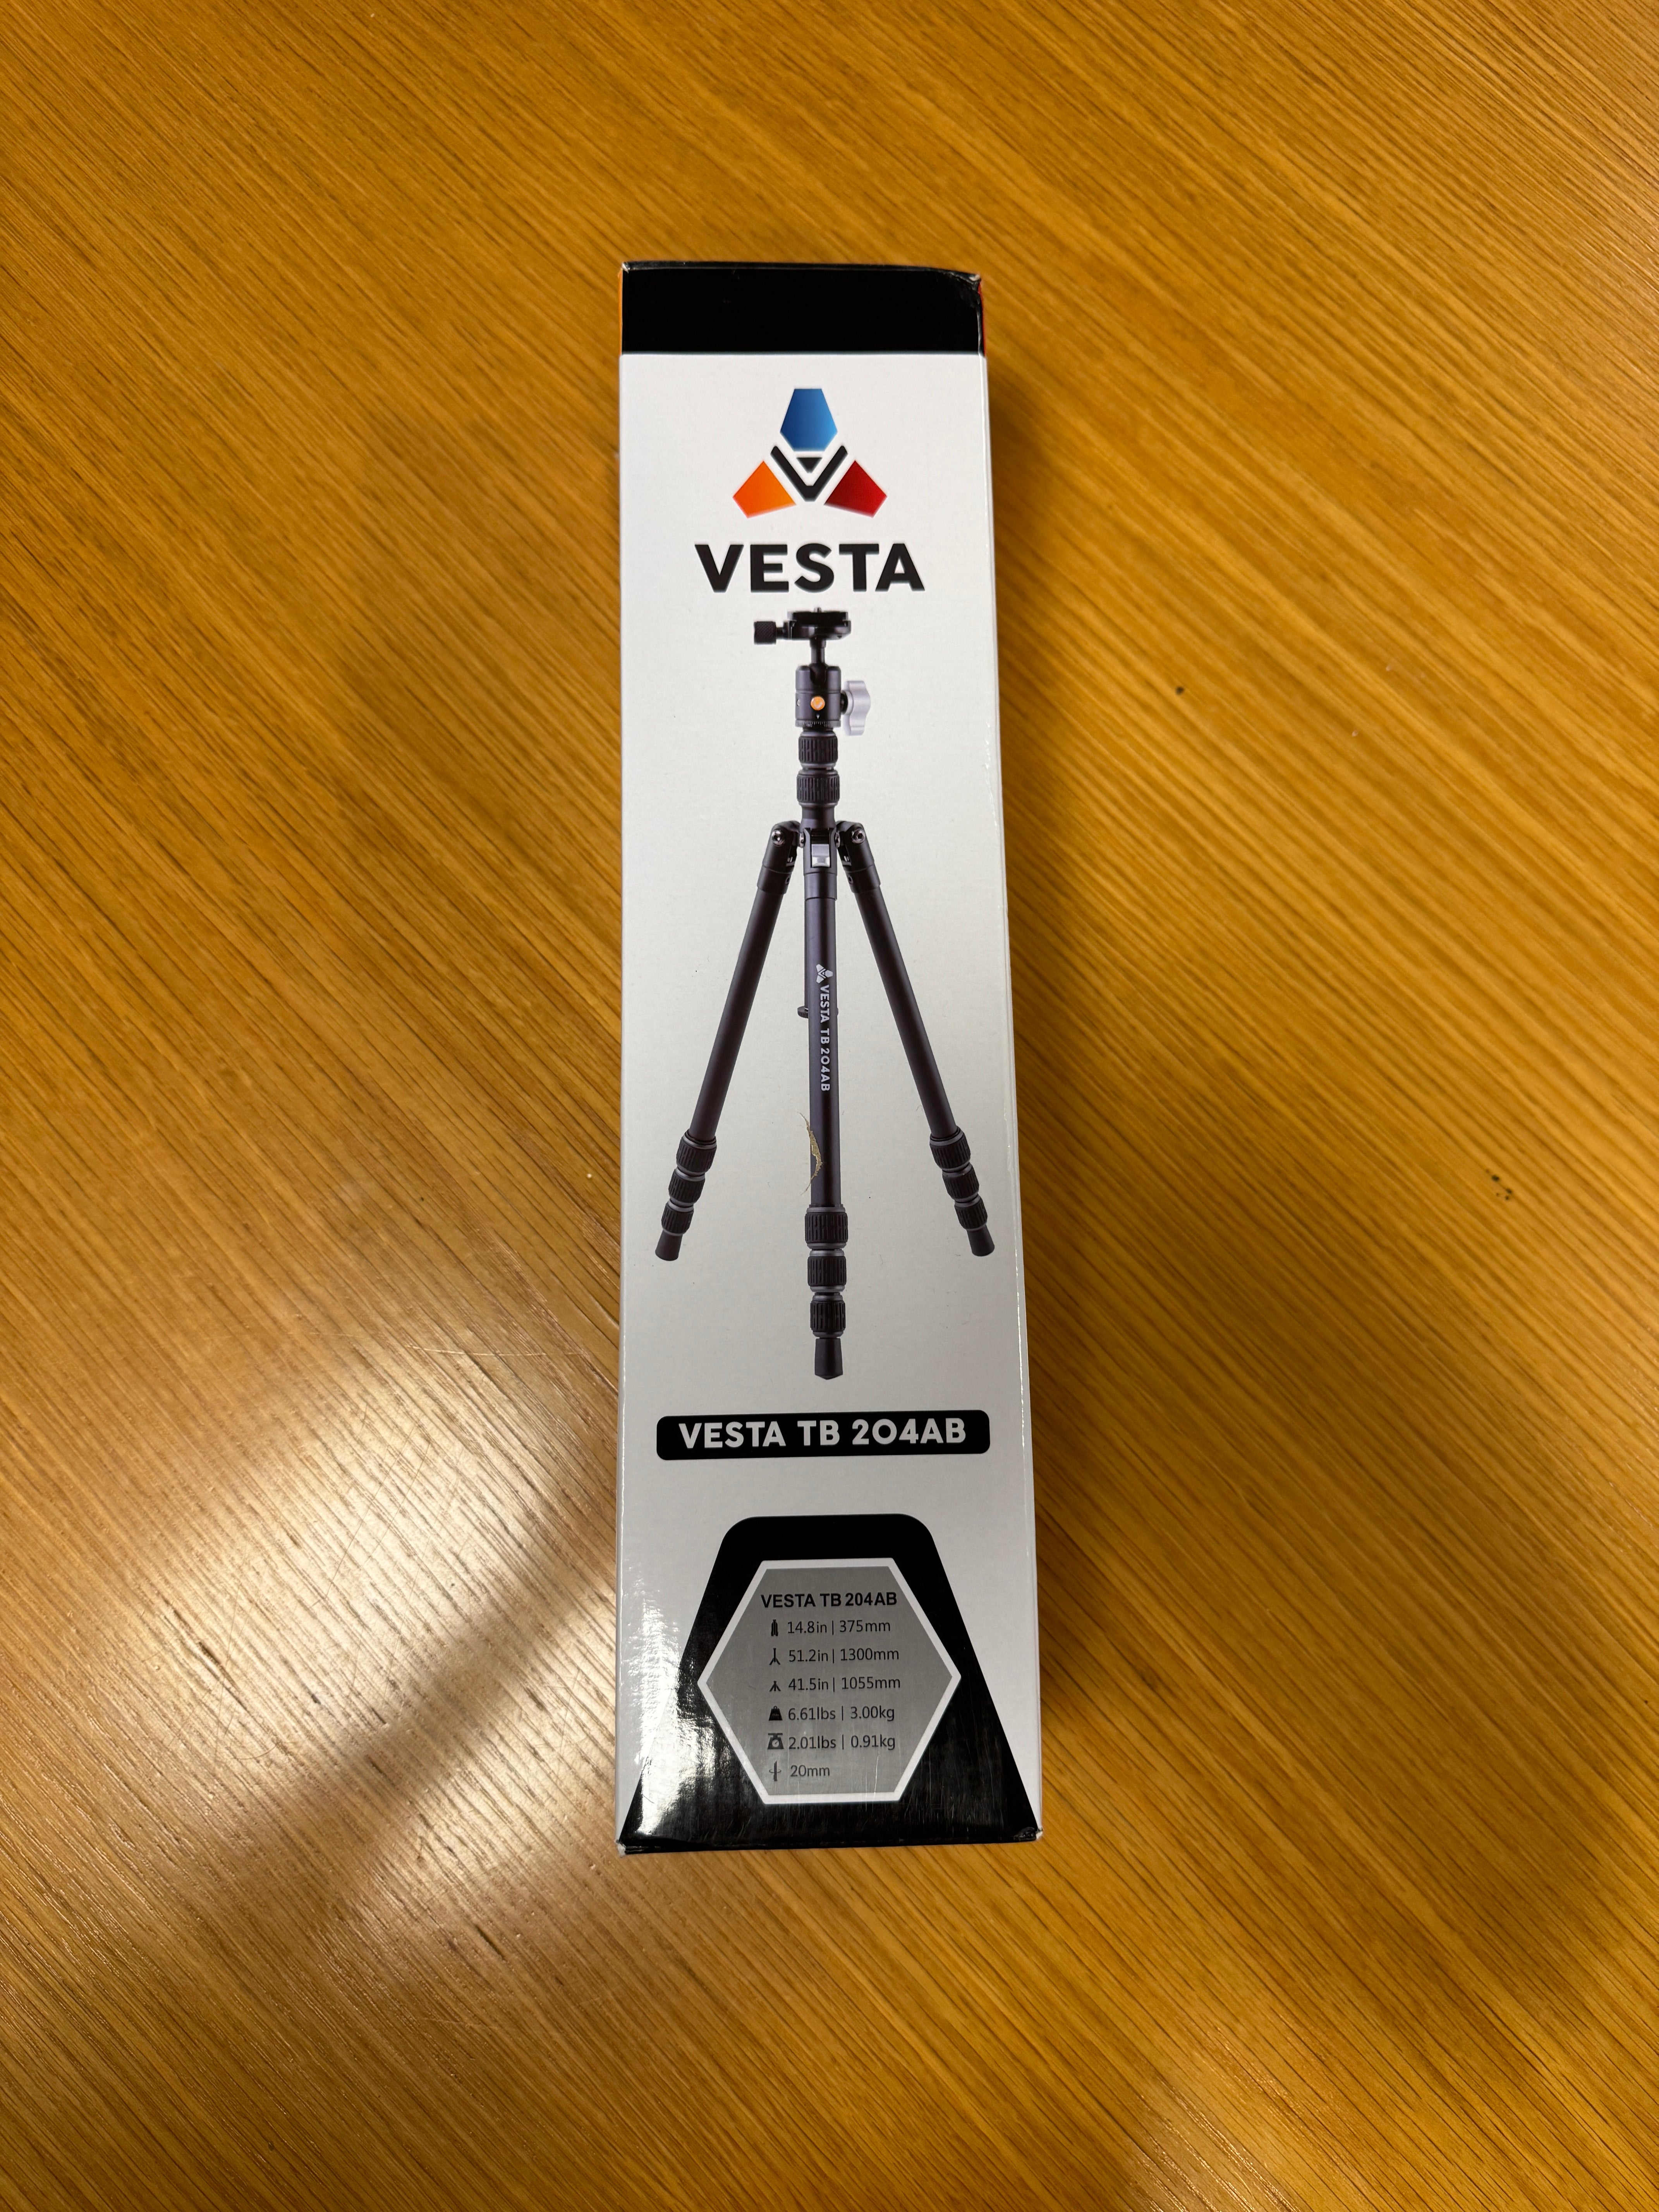 VESTA
VESTA TB 204AB
VESTA TB 204AB
VESTA TB 204AB
14.8in | 375mm
51.2in | 1300mm
41.5in | 1055mm
6.61lbs | 3.00kg
2.01lbs | 0.91kg
20mm